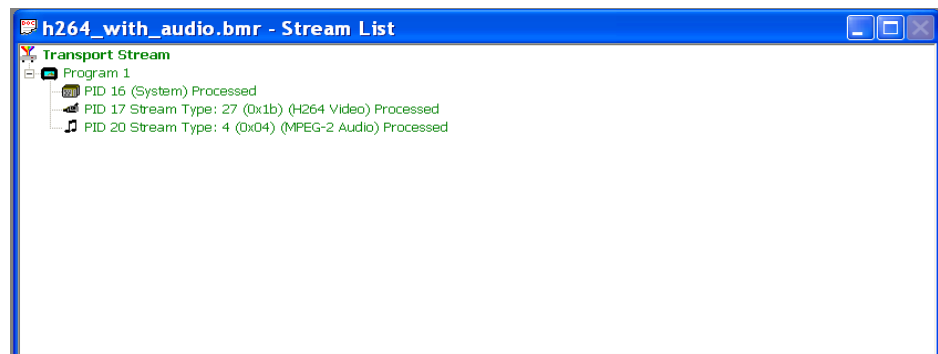 h264_with_audio.bmr - Stream List
Transport Stream
Program 1
PID 16 (System) Processed
PID 17 Stream Type: 27 (0x1b) (H264 Video) Processed
PID 20 Stream Type: 4 (0x04) (MPEG-2 Audio) Processed